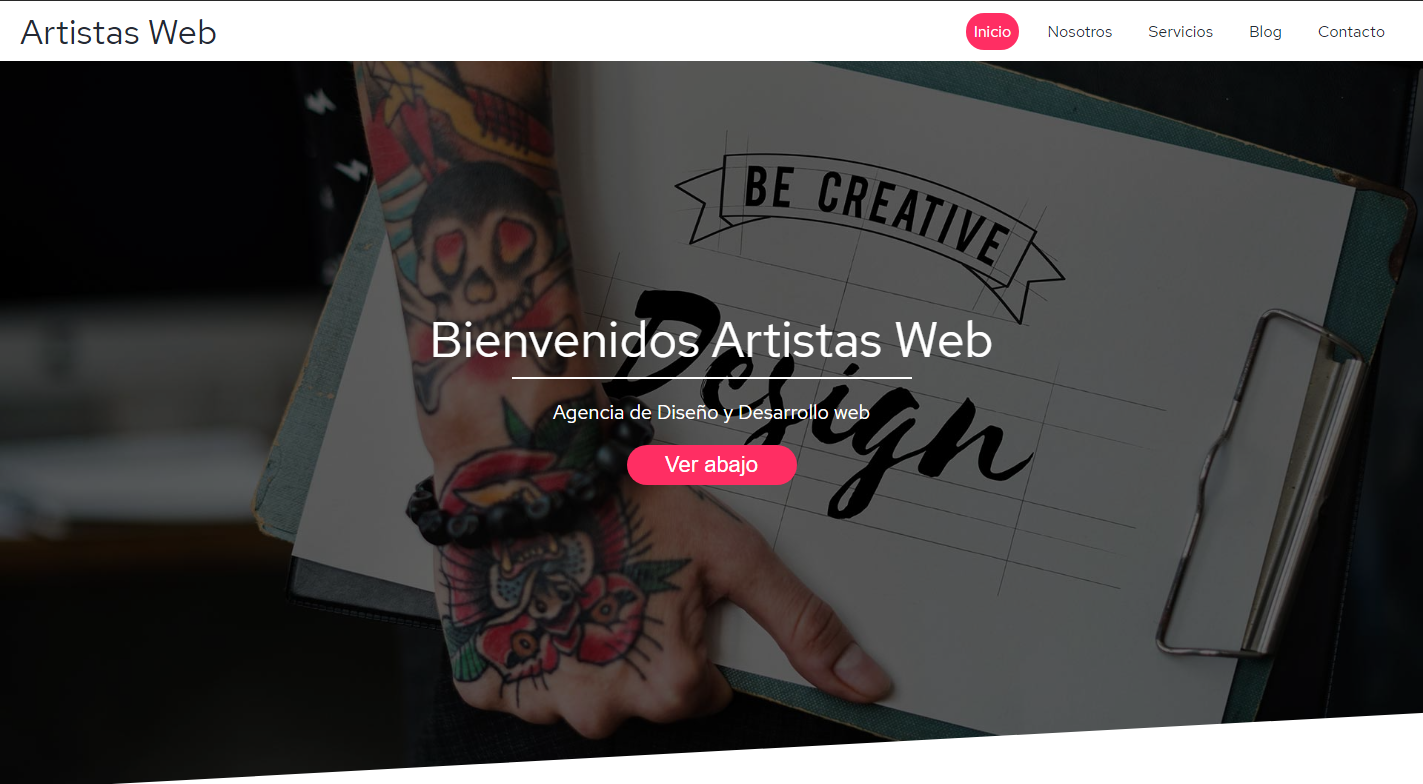 Artistas Web
Inicio
Nosotros
Servicios
Blog
Contacto
BE CREATIVE
Design
Bienvenidos Artistas Web
Agencia de Diseño y Desarrollo web
Ver abajo